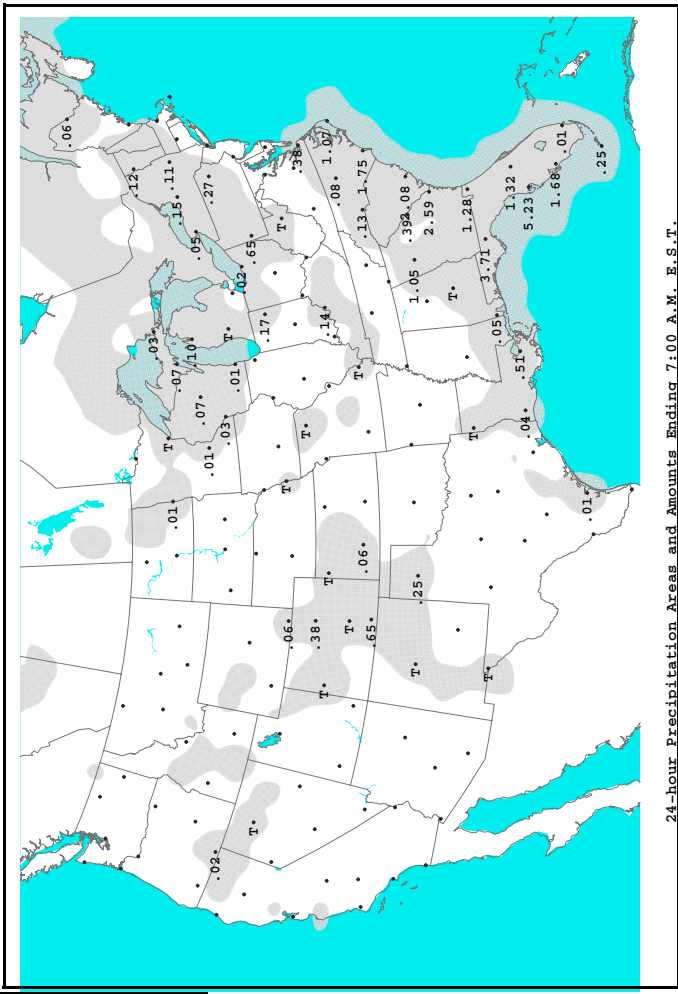 .06
.12
.03
T
.11
.01
.07
.15
.10
.05
.07
.01
.27
.02
.03
T
.01
.02
.65
T
.17
T
T
.06
.38
T
.38
T
.14
1.07
T
.08
T
T
.13
1.75
.06
.65
.08
1.05
T
.25
2.59
T
1.28
T
3.71
T
.05
1.32
.51
.04
5.23
1.68
.01
.01
.25
24-hour Precipitation Areas and Amounts Ending 7:00 A.M. E.S.T.